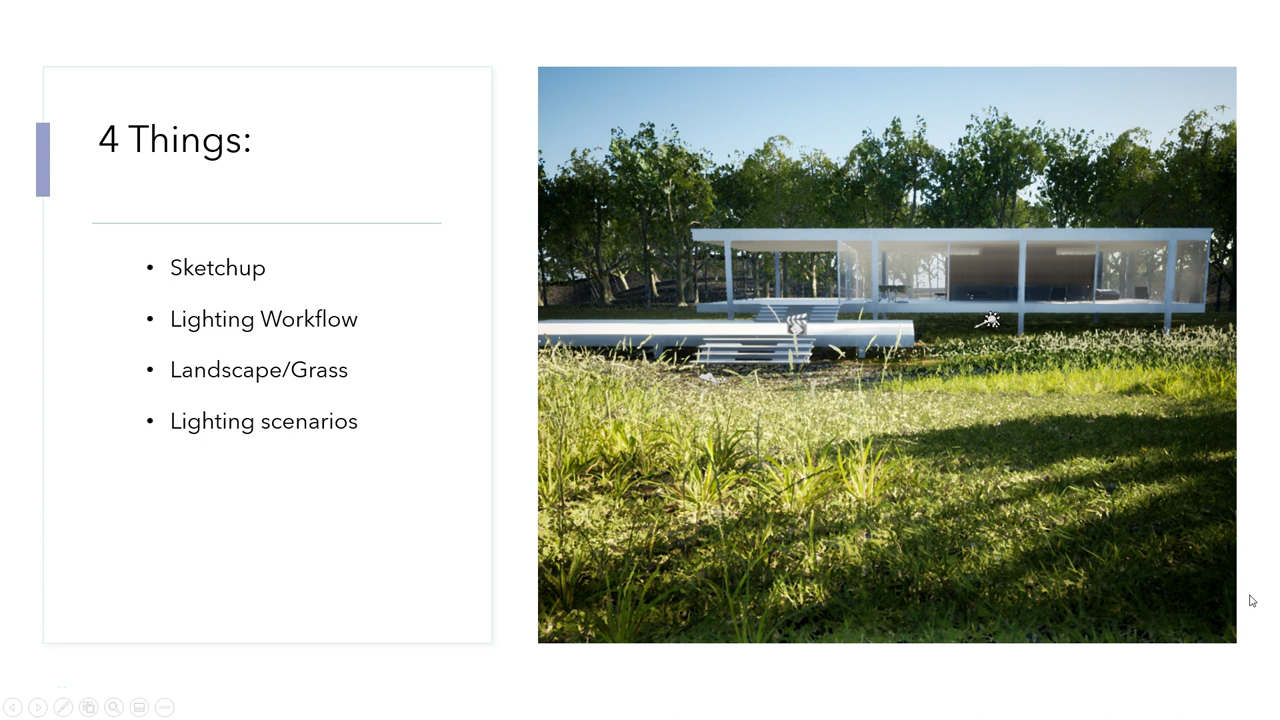 4 Things:
• Sketchup
• Lighting Workflow
• Landscape/Grass
• Lighting scenarios